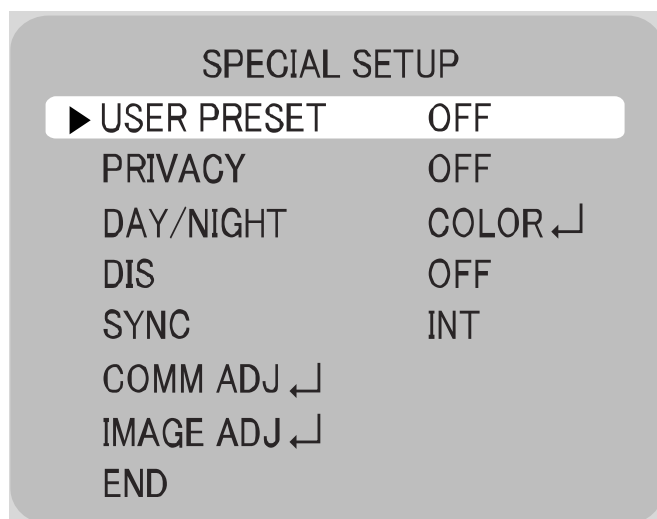 SPECIAL SETUP
▶ USER PRESET OFF
PRIVACY OFF
DAY/NIGHT COLOR ↵
DIS OFF
SYNC INT
COMM ADJ ↵
IMAGE ADJ ↵
END